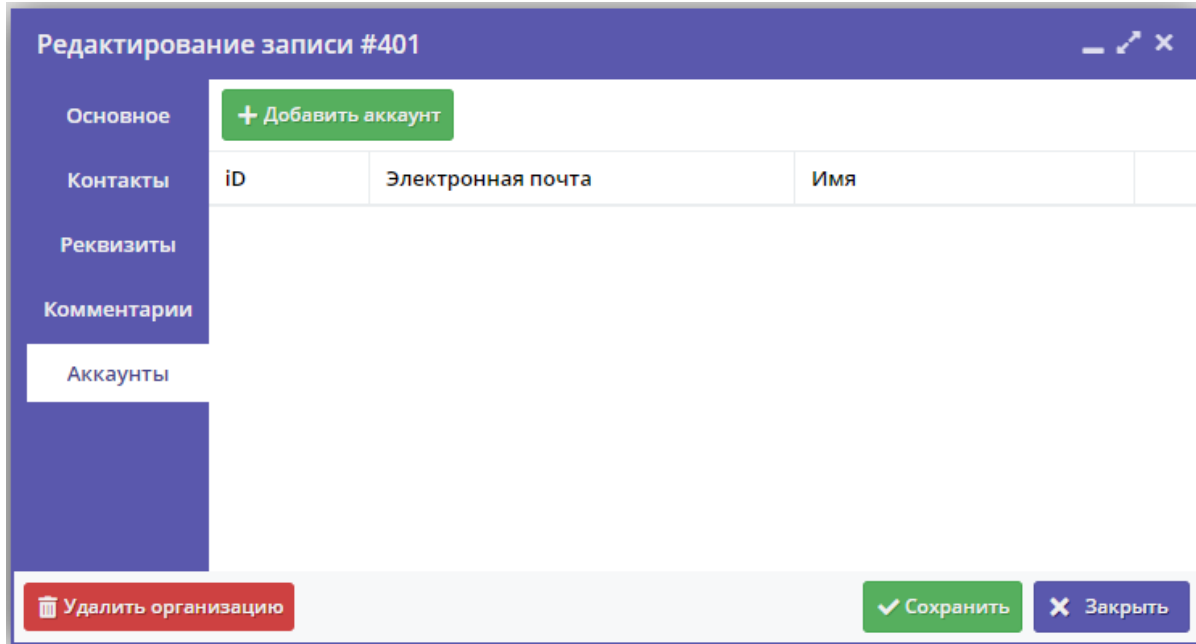 Редактирование записи #401
Основное
Добавить аккаунт
Контакты
iD Электронная почта Имя
Реквизиты
Комментарии
Аккаунты
Удалить организацию Сохранить Закрыть